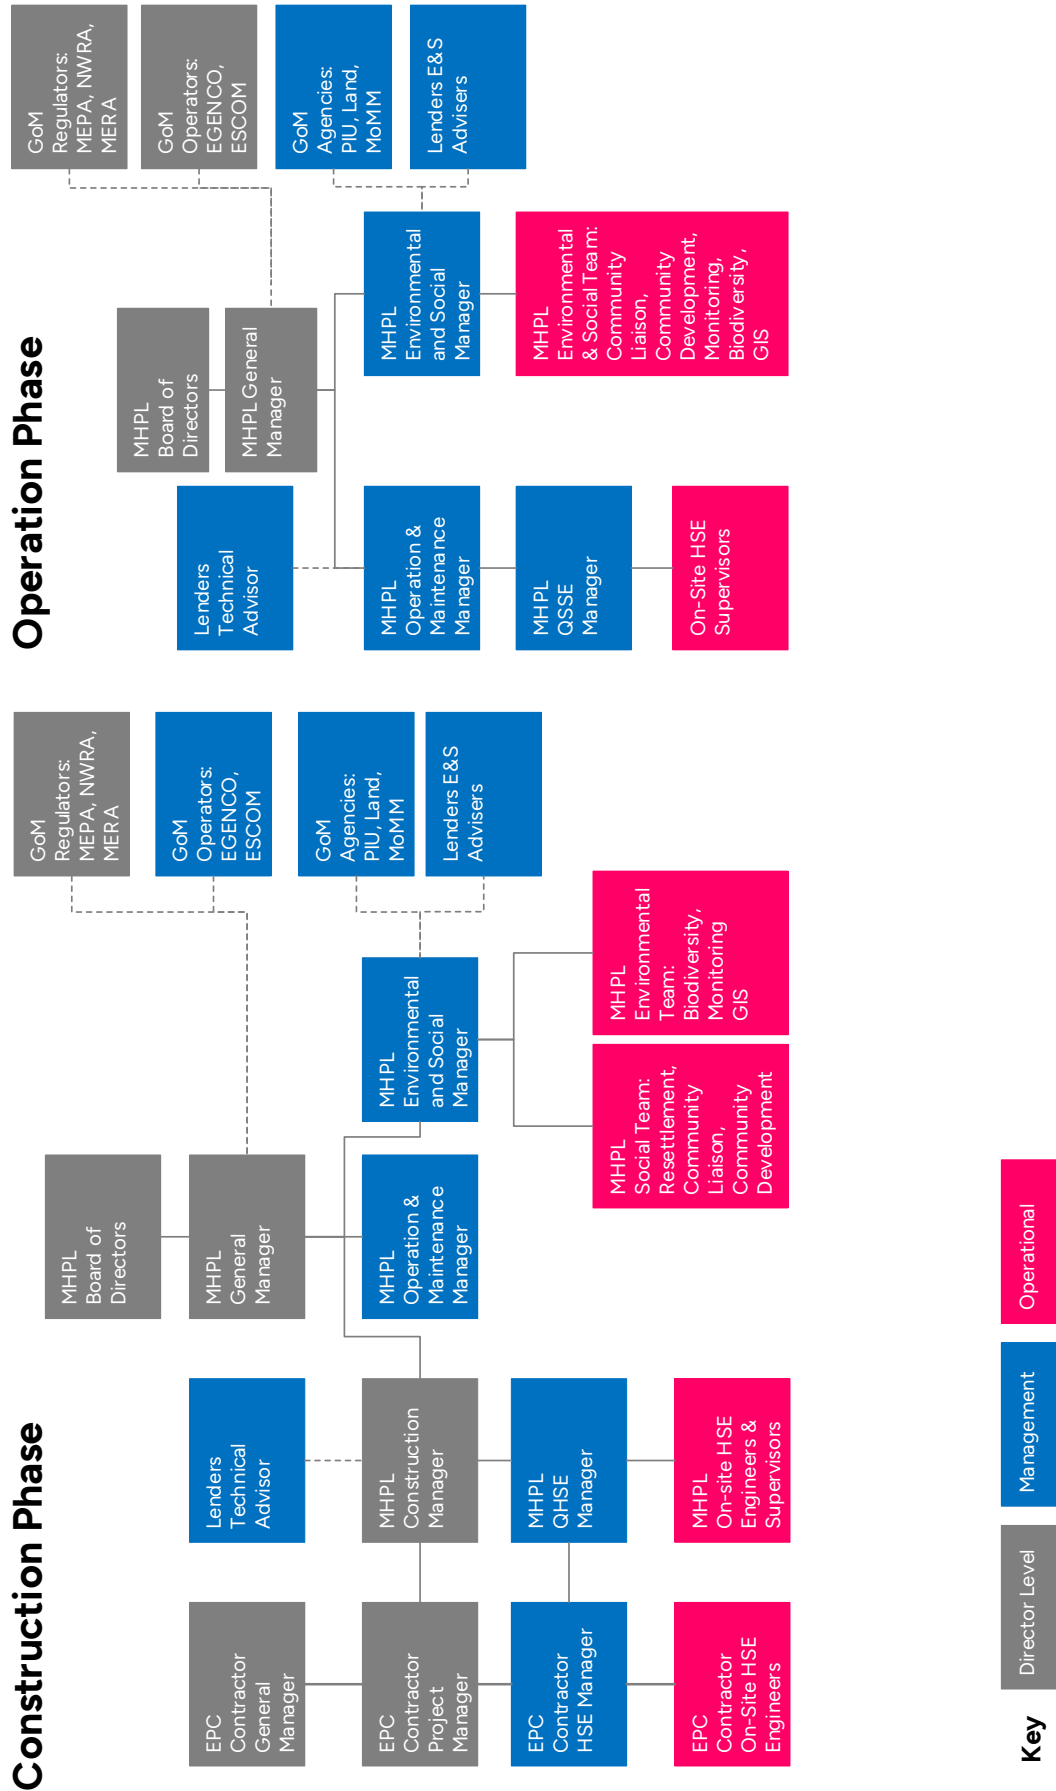 Construction Phase
MHPL
Board of
Directors
GoM
Regulators:
MEPA, NWRA,
MERA
Lenders
Technical
Advisor
EPC
Contractor
General
Manager
MHPL
General
Manager
GoM
Operators:
EGENCO,
ESCOM
EPC
Contractor
Project
Manager
MHPL
Construction
Manager
MHPL
Operation &
Maintenance
Manager
MHPL
Environmental
and Social
Manager
GoM
Agencies:
PIU, Land,
MoMM
Lenders E&S
Advisers
EPC
Contractor
HSE Manager
MHPL
QHSE
Manager
EPC
Contractor
On-Site HSE
Engineers
MHPL
On-site HSE
Engineers &
Supervisors
MHPL
Social Team:
Resettlement,
Community
Liaison,
Community
Development
MHPL
Environmental
Team:
Biodiversity,
Monitoring
GIS
Operation Phase
MHPL
Board of
Directors
GoM
Regulators:
MEPA, NWRA,
MERA
Lenders
Technical
Advisor
MHPL General
Manager
GoM
Operators:
EGENCO,
ESCOM
MHPL
Operation &
Maintenance
Manager
MHPL
Environmental
and Social
Manager
GoM
Agencies:
PIU, Land,
MoMM
Lenders E&S
Advisers
MHPL
QSSE
Manager
On-Site HSE
Supervisors
MHPL
Environmental
& Social Team:
Community
Liaison,
Community
Development,
Monitoring,
Biodiversity,
GIS
Key
Director Level
Management
Operational